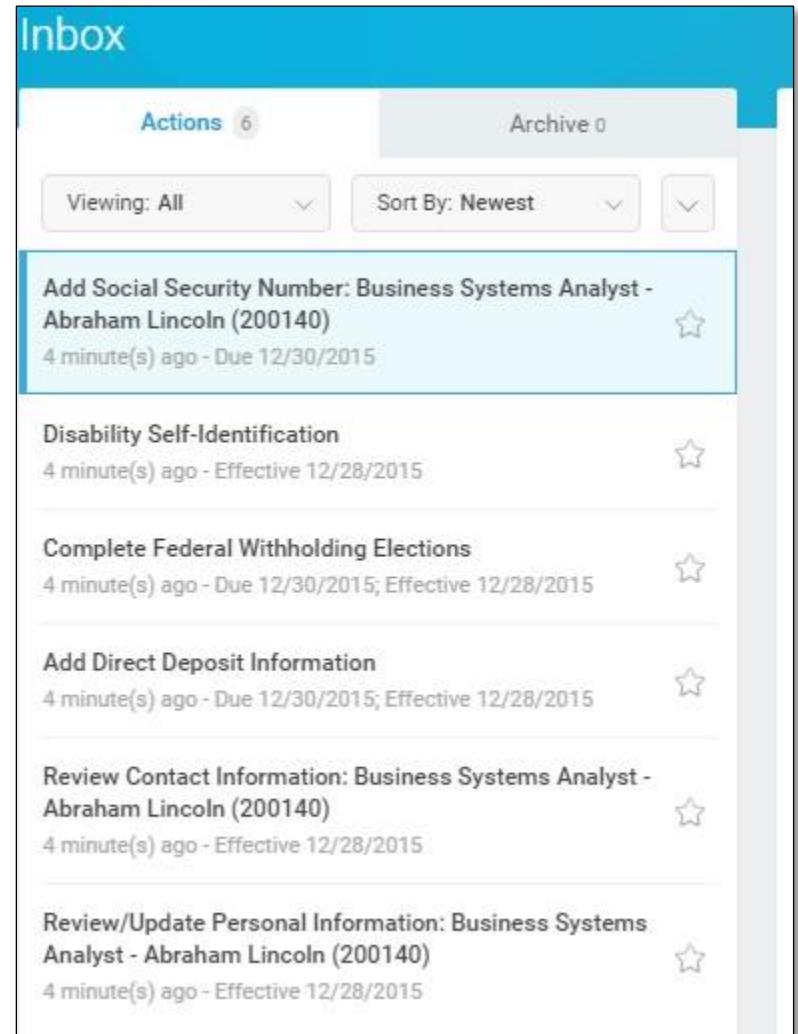 Inbox
Actions 6
Archive 0
Viewing: All
Sort By: Newest
Add Social Security Number: Business Systems Analyst -
Abraham Lincoln (200140)
4 minute(s) ago - Due 12/30/2015
Disability Self-Identification
4 minute(s) ago - Effective 12/28/2015
Complete Federal Withholding Elections
4 minute(s) ago - Due 12/30/2015; Effective 12/28/2015
Add Direct Deposit Information
4 minute(s) ago - Due 12/30/2015; Effective 12/28/2015
Review Contact Information: Business Systems Analyst -
Abraham Lincoln (200140)
4 minute(s) ago - Effective 12/28/2015
Review/Update Personal Information: Business Systems
Analyst - Abraham Lincoln (200140)
4 minute(s) ago - Effective 12/28/2015